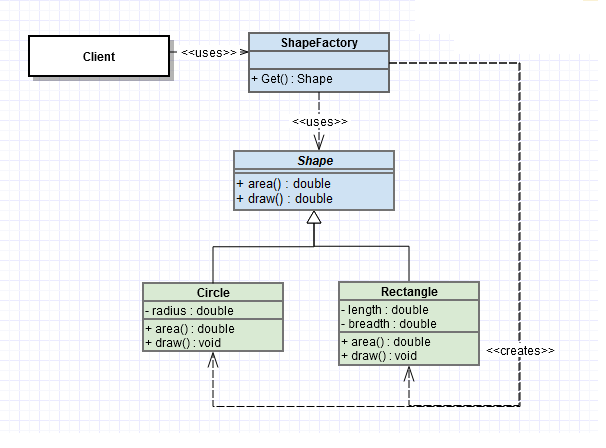 Client
<<uses>>
ShapeFactory
+ Get() : Shape
<<uses>>
Shape
+ area() : double
+ draw() : double
Circle
- radius : double
+ area() : double
+ draw() : void
Rectangle
- length : double
- breadth : double
+ area() : double
+ draw() : void
<<creates>>